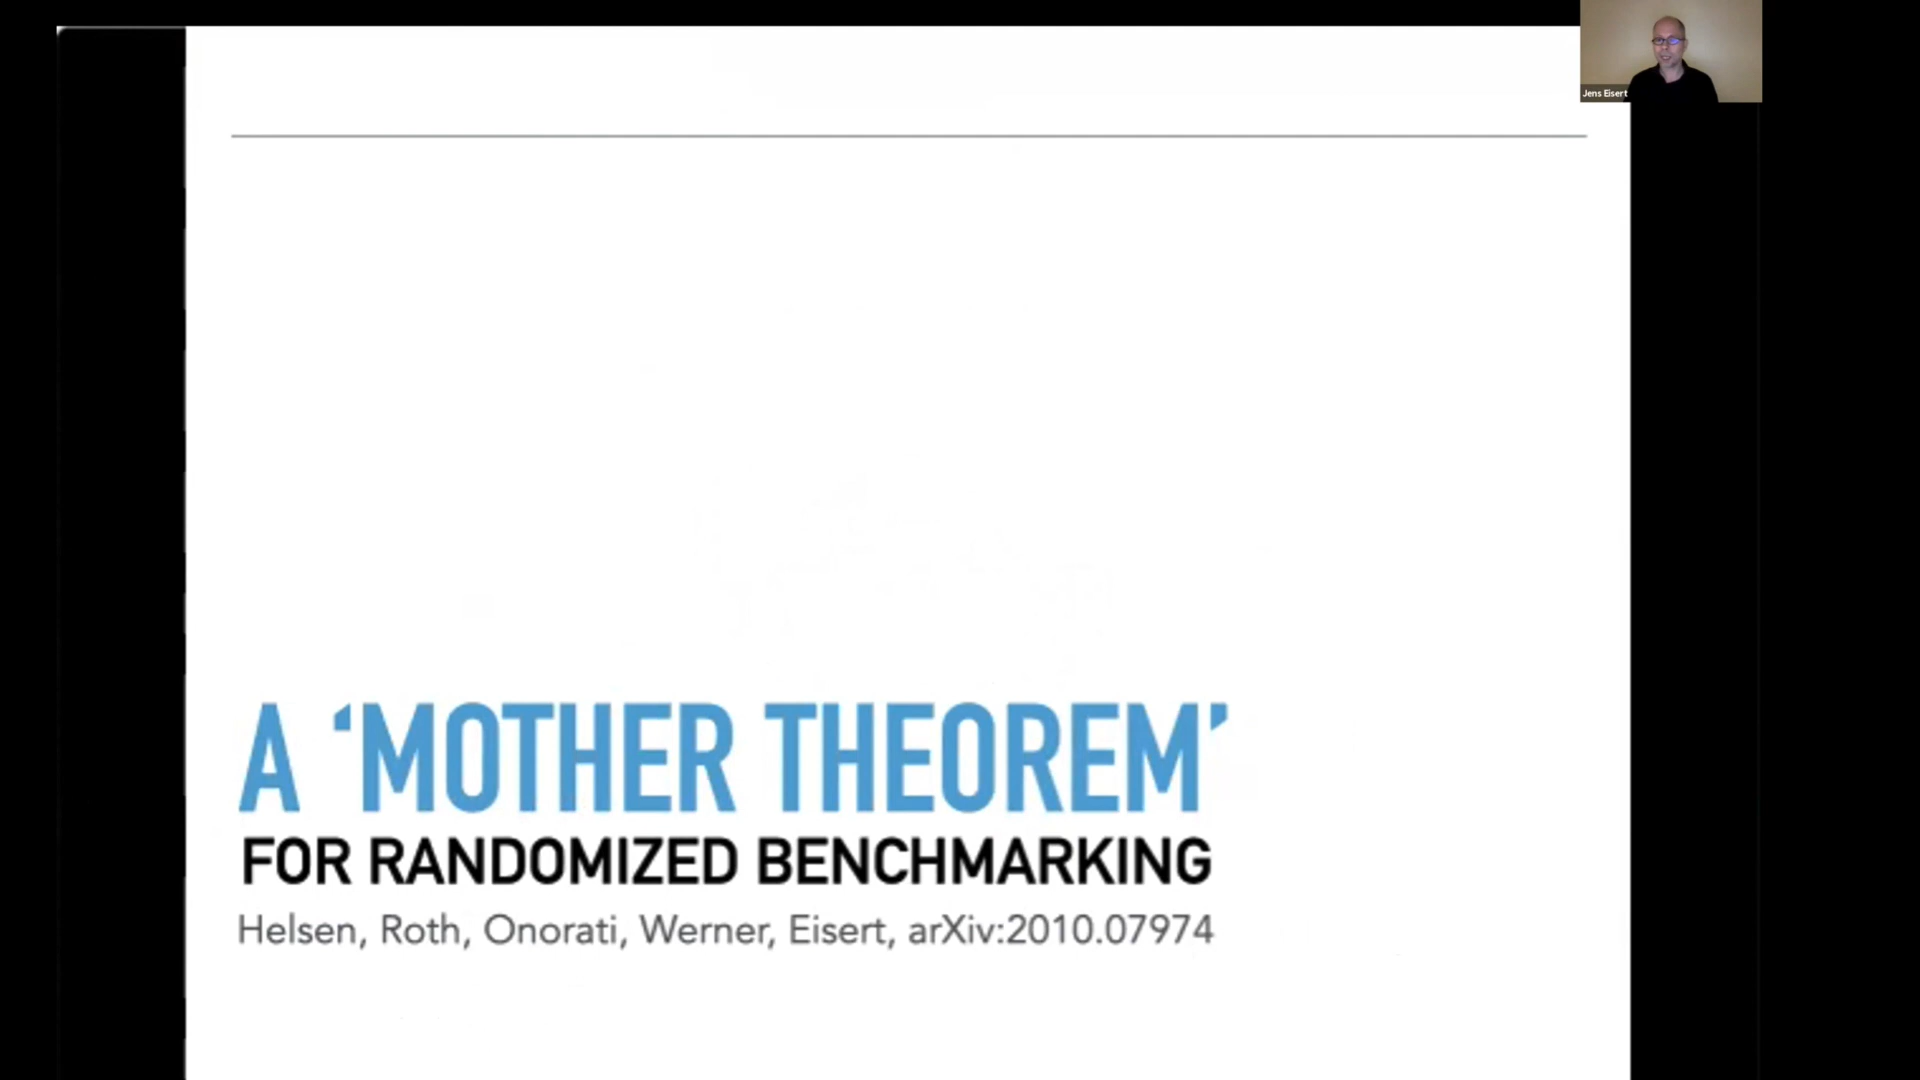 Jens Eisert
A ‘MOTHER THEOREM’
FOR RANDOMIZED BENCHMARKING
Helsen, Roth, Onorati, Werner, Eisert, arXiv:2010.07974